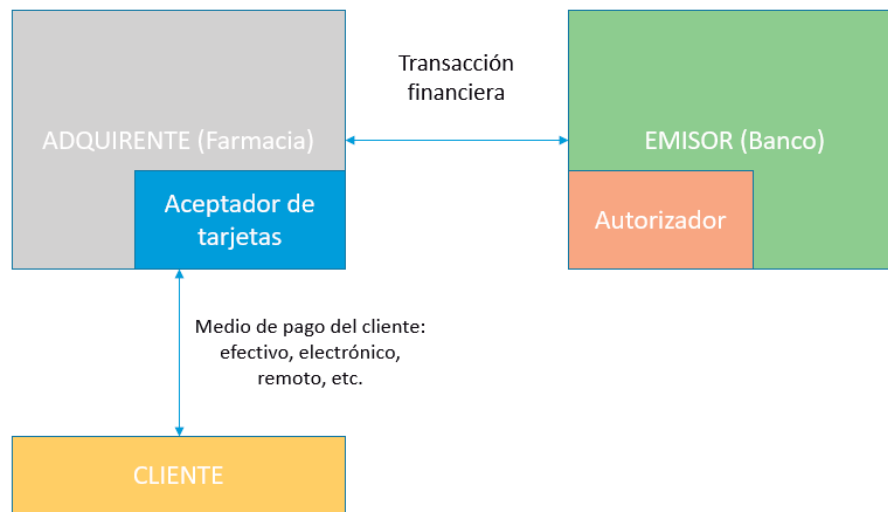 Transacción
financiera
ADQUIRENTE (Farmacia)
EMISOR (Banco)
Aceptador de
tarjetas
Autorizador
Medio de pago del cliente:
efectivo, electrónico,
remoto, etc.
CLIENTE